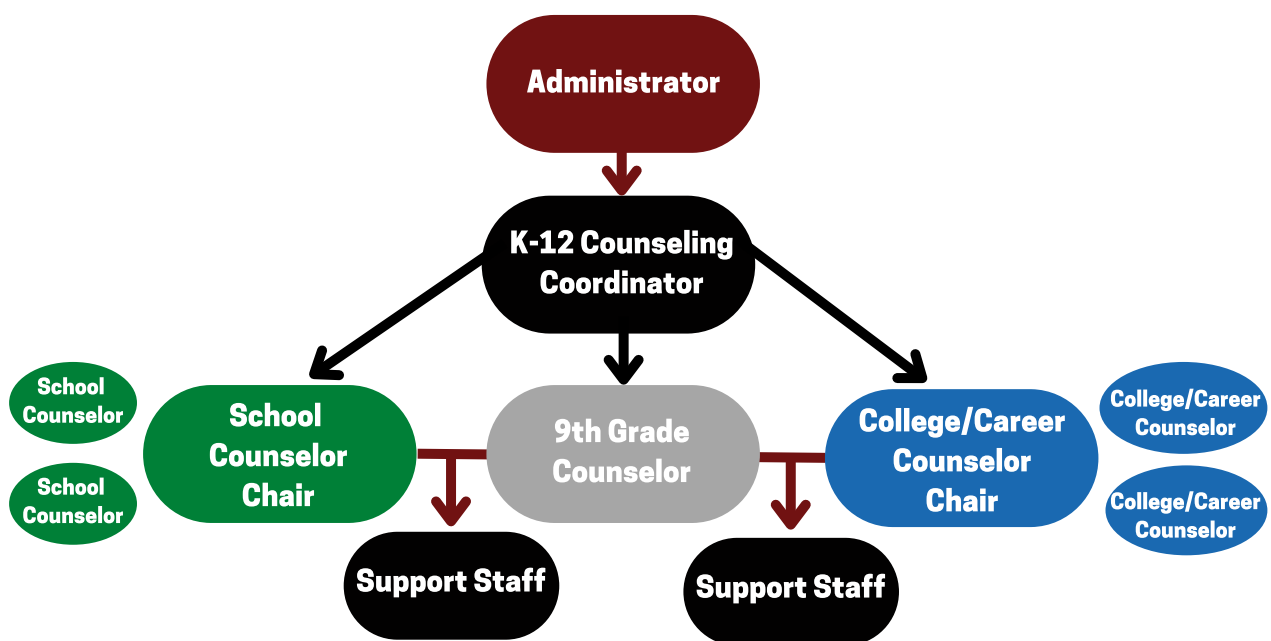 Administrator
K-12 Counseling
Coordinator
School
Counselor
School
Counselor
School
Counselor
Chair
9th Grade
Counselor
College/Career
Counselor
Chair
College/Career
Counselor
College/Career
Counselor
Support Staff
Support Staff